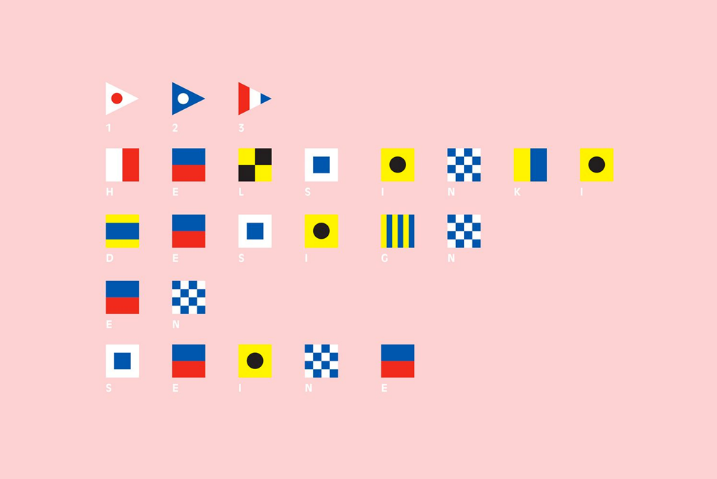 1 2 3
H E L S I N K I
D E S I G N
E N
S E I N E